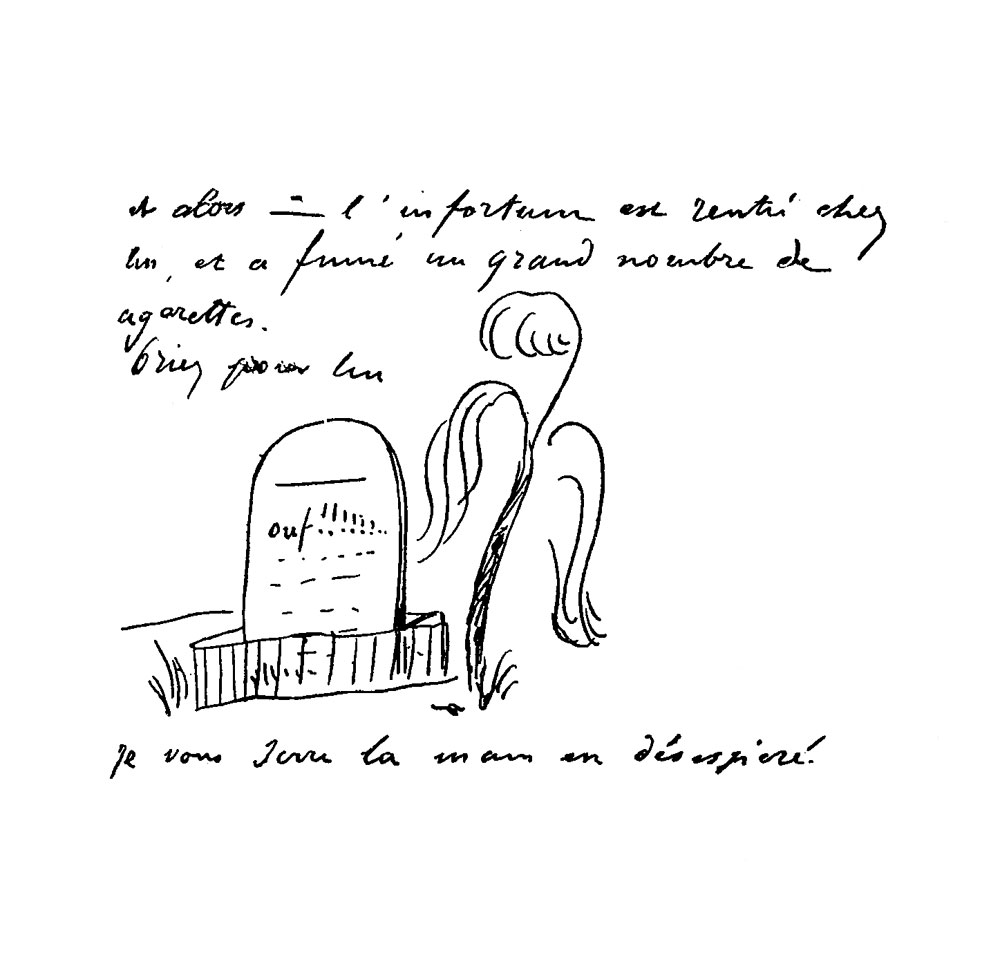 et alors — l'infortuné est rentré chez
lui, et a fumé un grand nombre de
cigarettes.
Priez pour lui
ouf!!!!!!!..
Je vous serre la main en désespéré!